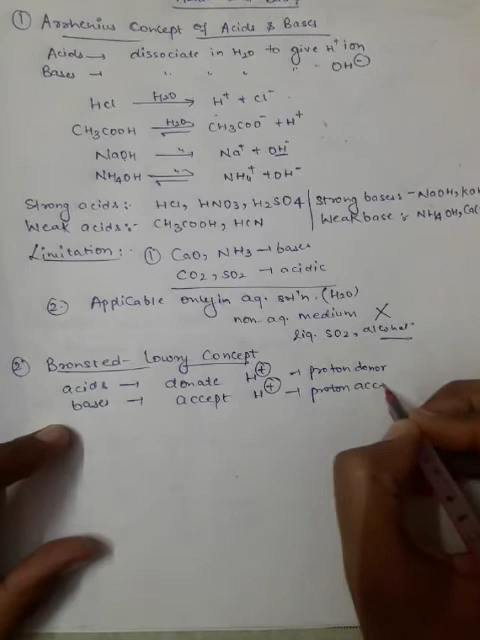 ① Arrhenius Concept of Acids & Bases
Acids → dissociate in H2O to give H+ ion
Bases → " " " " " OH⊖
HCl —H2O→ H+ + Cl-
CH3COOH ⇌H2O CH3COO- + H+
NaOH —"→ Na+ + OH-
NH4OH ⇌" NH4+ + OH-
Strong acids:- HCl, HNO3, H2SO4 | Strong bases:- NaOH, KOH
Weak acids:- CH3COOH, HCN | Weak base: NH4OH, Ca(
Limitation:- ① CaO, NH3 → bases
CO2, SO2 → acidic
② Applicable only in aq. sol'n. (H2O)
non-aq. medium X
liq. SO2, alcohol
② Bronsted-Lowry Concept
acids → donate H⊕ → proton donor
bases → accept H⊕ → proton acc